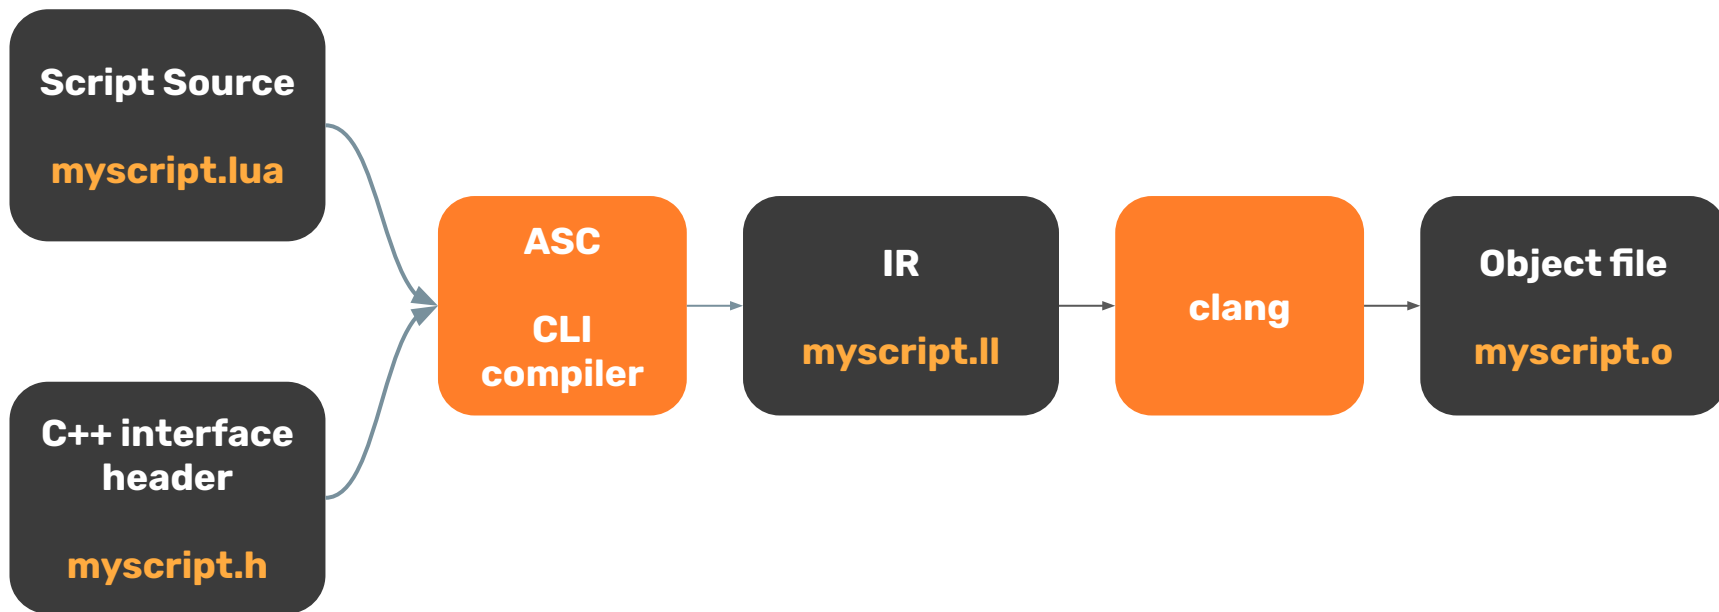 Script Source
myscript.lua
C++ interface
header
myscript.h
ASC
CLI
compiler
IR
myscript.ll
clang
Object file
myscript.o